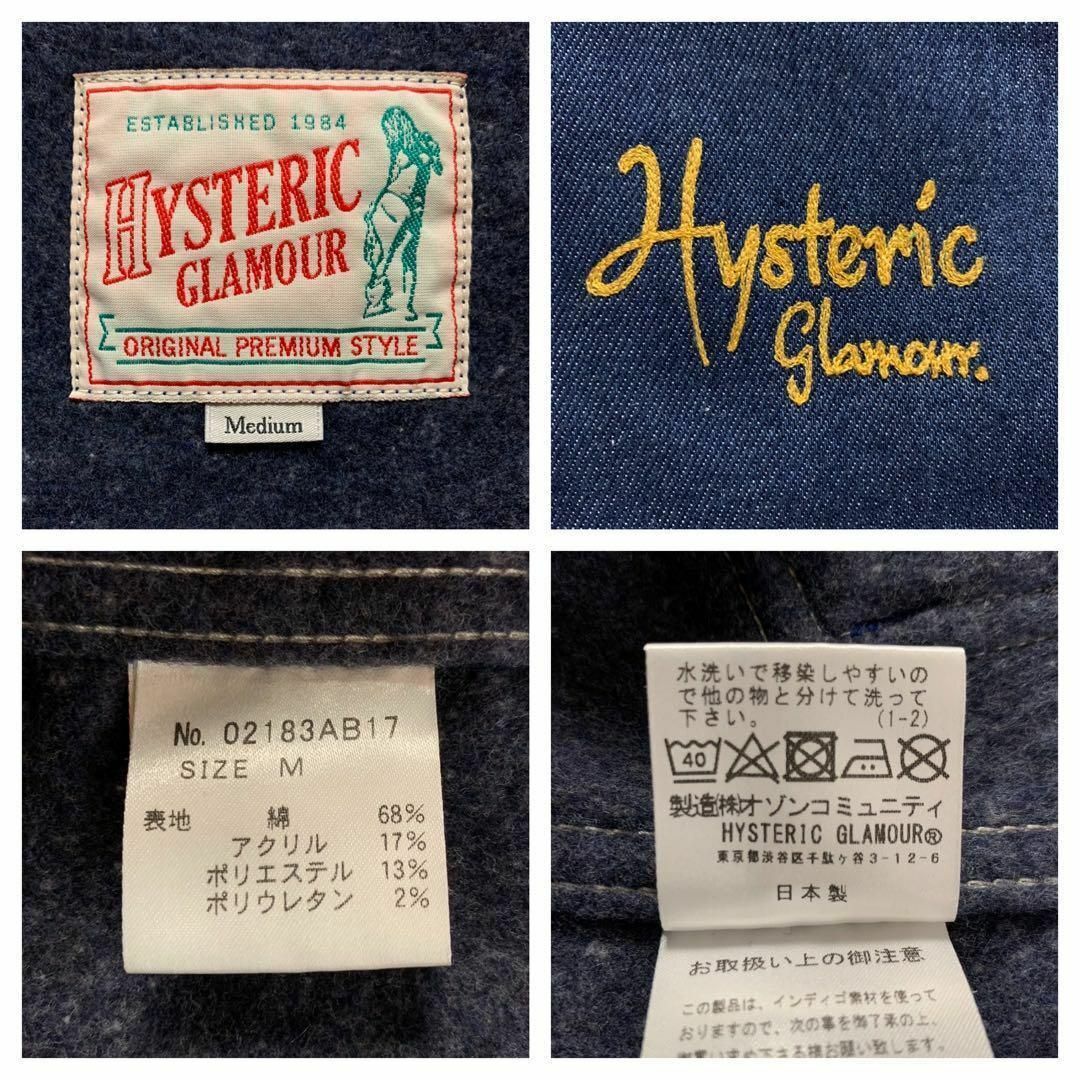 ESTABLISHED 1984
HYSTERIC
GLAMOUR
ORIGINAL PREMIUM STYLE
Medium
Hysteric
Glamour.
No. 02183AB17
SIZE M
表地 綿 68%
アクリル 17%
ポリエステル 13%
ポリウレタン 2%
水洗いで移染しやすいの
で他の物と分けて洗って
下さい。 (1-2)
40
製造(株)オゾンコミュニティ
HYSTERIC GLAMOUR®
東京都渋谷区千駄ヶ谷3-12-6
日本製
お取扱い上の御注意
この製品は、インディゴ素材を使って
おりますので、次の事を御了承の上、